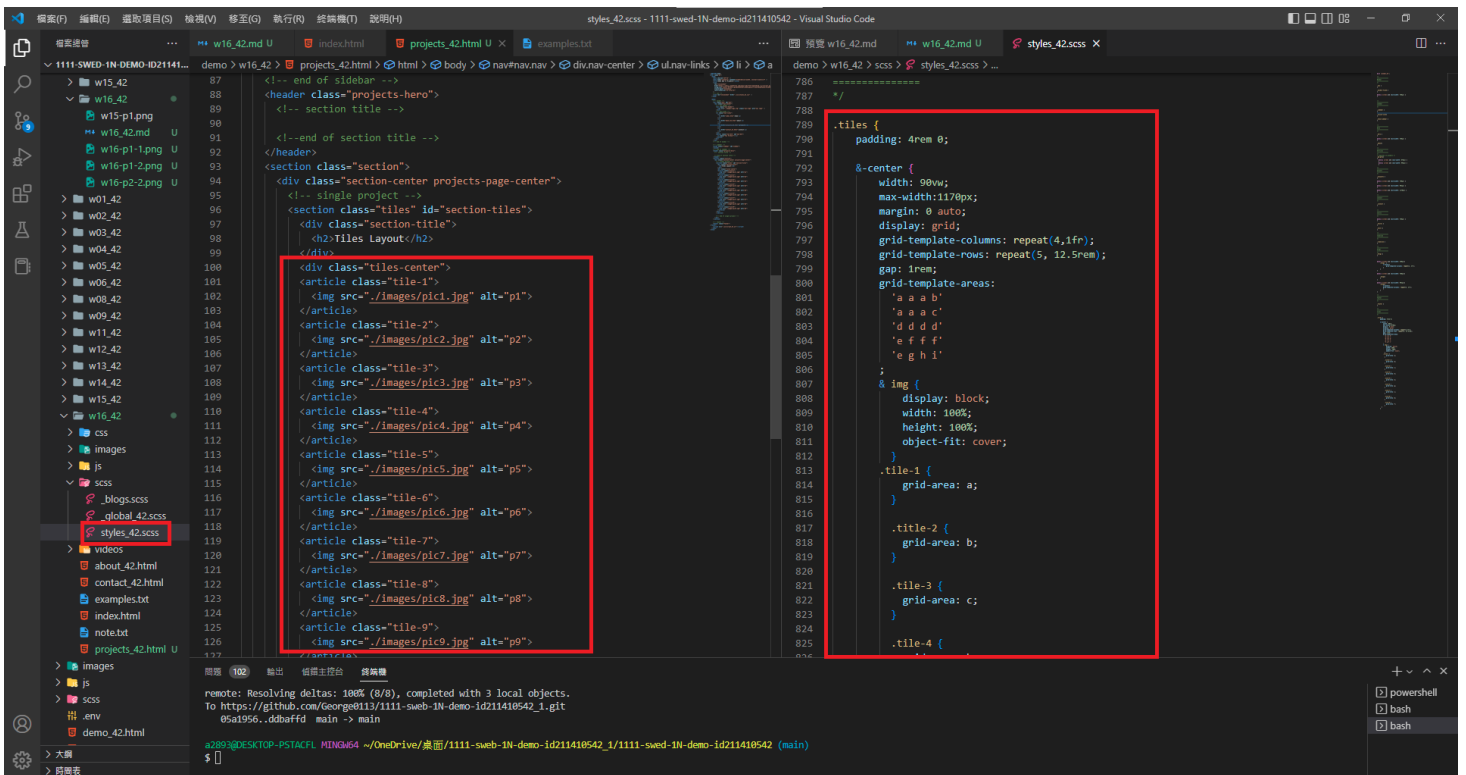 檔案(F) 編輯(E) 選取項目(S) 檢視(V) 移至(G) 執行(R) 終端機(T) 說明(H)
styles_42.scss - 1111-swed-1N-demo-id211410542 - Visual Studio Code
檔案總管 ...
1111-SWED-1N-DEMO-ID21141...
w15_42
w16_42
w15-p1.png
w16_42.md U
w16-p1-1.png U
w16-p1-2.png U
w16-p2-2.png U
w01_42
w02_42
w03_42
w04_42
w05_42
w06_42
w08_42
w09_42
w11_42
w12_42
w13_42
w14_42
w15_42
w16_42
css
images
js
scss
_blogs.scss
_global_42.scss
styles_42.scss
videos
about_42.html
contact_42.html
examples.txt
index.html
note.txt
projects_42.html U
images
js
scss
.env
demo_42.html
大綱
時間表
9
w16_42.md U index.html projects_42.html U × examples.txt ...
demo > w16_42 > projects_42.html > html > body > nav#nav.nav > div.nav-center > ul.nav-links > li > a
87 <!-- end of sidebar -->
88 <header class="projects-hero">
89 <!-- section title -->
90
91 <!--end of section title -->
92 </header>
93 <section class="section">
94 <div class="section-center projects-page-center">
95 <!-- single project -->
96 <section class="tiles" id="section-tiles">
97 <div class="section-title">
98 <h2>Tiles Layout</h2>
99 </div>
100 <div class="tiles-center">
101 <article class="tile-1">
102 <img src="./images/pic1.jpg" alt="p1">
103 </article>
104 <article class="tile-2">
105 <img src="./images/pic2.jpg" alt="p2">
106 </article>
107 <article class="tile-3">
108 <img src="./images/pic3.jpg" alt="p3">
109 </article>
110 <article class="tile-4">
111 <img src="./images/pic4.jpg" alt="p4">
112 </article>
113 <article class="tile-5">
114 <img src="./images/pic5.jpg" alt="p5">
115 </article>
116 <article class="tile-6">
117 <img src="./images/pic6.jpg" alt="p6">
118 </article>
119 <article class="tile-7">
120 <img src="./images/pic7.jpg" alt="p7">
121 </article>
122 <article class="tile-8">
123 <img src="./images/pic8.jpg" alt="p8">
124 </article>
125 <article class="tile-9">
126 <img src="./images/pic9.jpg" alt="p9">
127 </article>
預覽 w16_42.md w16_42.md U styles_42.scss × ...
demo > w16_42 > scss > styles_42.scss > ...
786 ===============
787 */
788
789 .tiles {
790 padding: 4rem 0;
791
792 &-center {
793 width: 90vw;
794 max-width:1170px;
795 margin: 0 auto;
796 display: grid;
797 grid-template-columns: repeat(4,1fr);
798 grid-template-rows: repeat(5, 12.5rem);
799 gap: 1rem;
800 grid-template-areas:
801 'a a a b'
802 'a a a c'
803 'd d d d'
804 'e f f f'
805 'e g h i'
806 ;
807 & img {
808 display: block;
809 width: 100%;
810 height: 100%;
811 object-fit: cover;
812 }
813 .tile-1 {
814 grid-area: a;
815 }
816
817 .title-2 {
818 grid-area: b;
819 }
820
821 .tile-3 {
822 grid-area: c;
823 }
824
825 .tile-4 {
826
問題 102 輸出 偵錯主控台 終端機
remote: Resolving deltas: 100% (8/8), completed with 3 local objects.
To https://github.com/George0113/1111-sweb-1N-demo-id211410542_1.git
05a1956..ddbaffd main -> main
a2893@DESKTOP-PSTACFL MINGW64 ~/OneDrive/桌面/1111-sweb-1N-demo-id211410542_1/1111-swed-1N-demo-id211410542 (main)
$
powershell
bash
bash